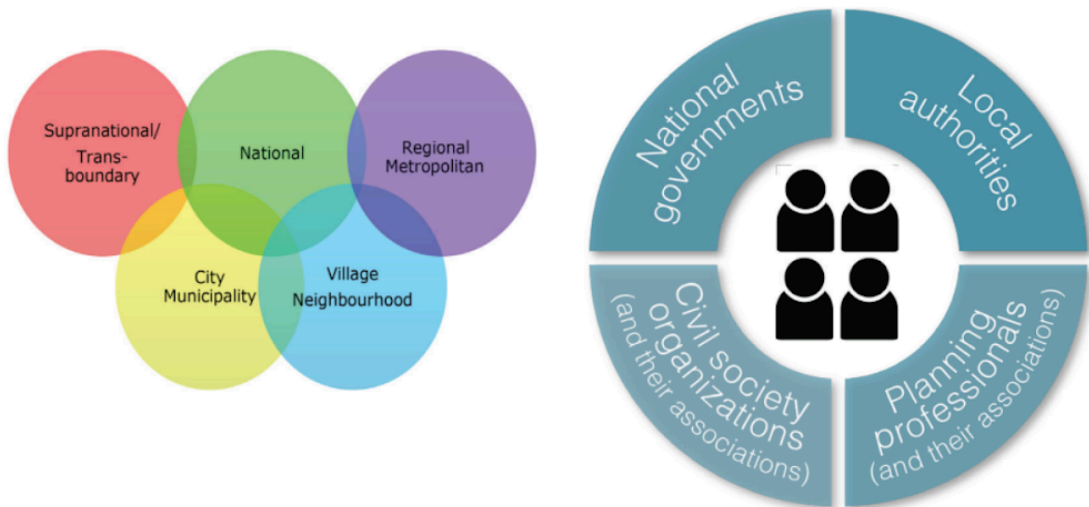 Supranational/
Trans-
boundary
National
Regional
Metropolitan
City
Municipality
Village
Neighbourhood
National
governments
Local
authorities
Civil society
organizations
(and their associations)
Planning
professionals
(and their associations)